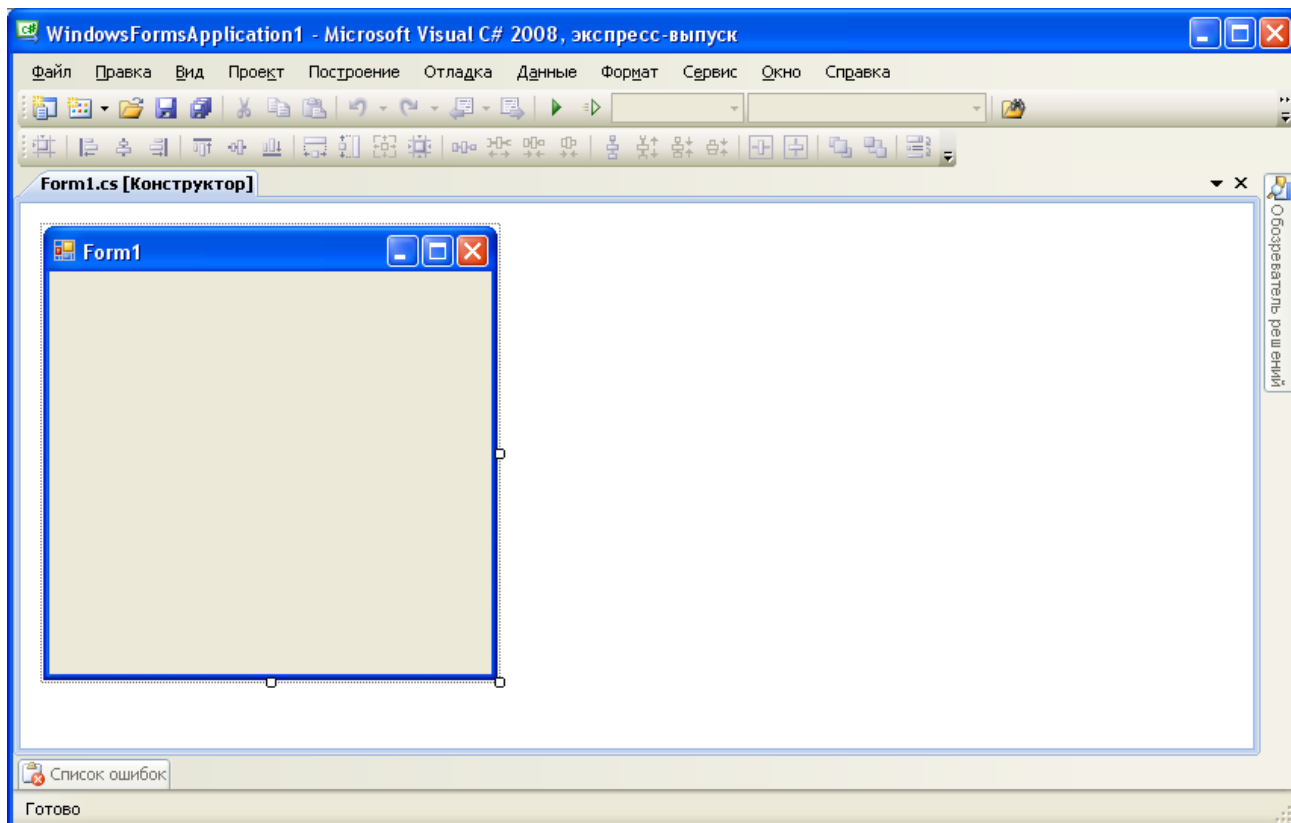 WindowsFormsApplication1 - Microsoft Visual C# 2008, экспресс-выпуск
Файл Правка Вид Проект Построение Отладка Данные Формат Сервис Окно Справка
Form1.cs [Конструктор]
Form1
Обозреватель решений
Список ошибок
Готово